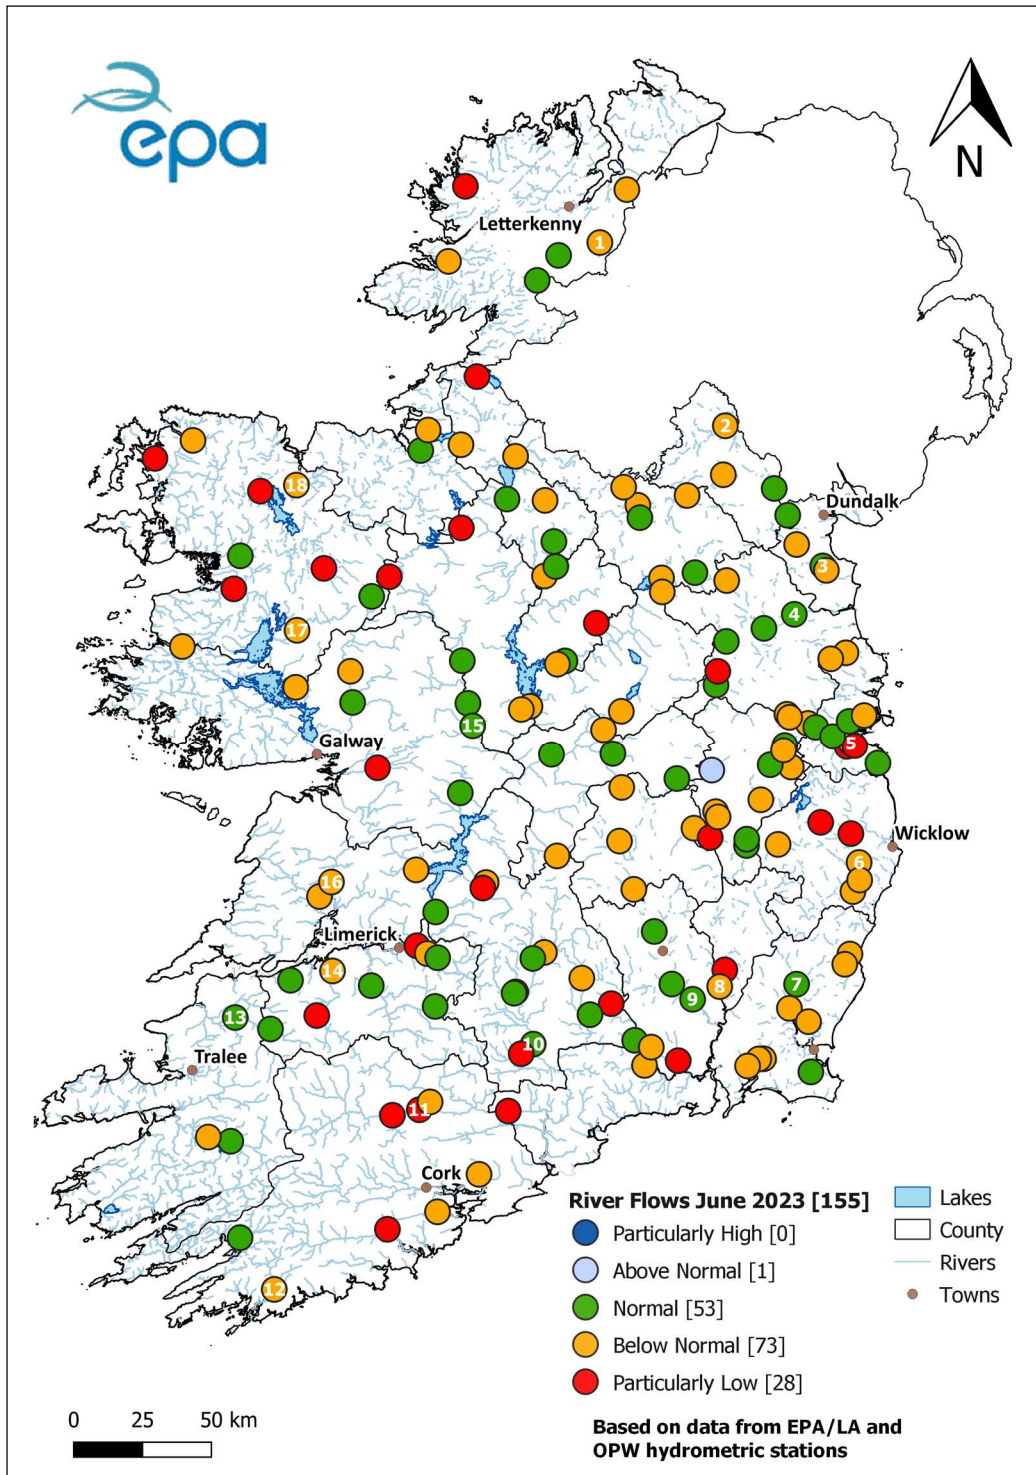 epa
N
Letterkenny
1
2
Dundalk
18
3
4
17
15
Galway
5
Wicklow
16
6
Limerick
14
7
8
9
13
10
Tralee
11
Cork
12
River Flows June 2023 [155]
Particularly High [0]
Above Normal [1]
Normal [53]
Below Normal [73]
Particularly Low [28]
Lakes
County
Rivers
Towns
0 25 50 km
Based on data from EPA/LA and
OPW hydrometric stations